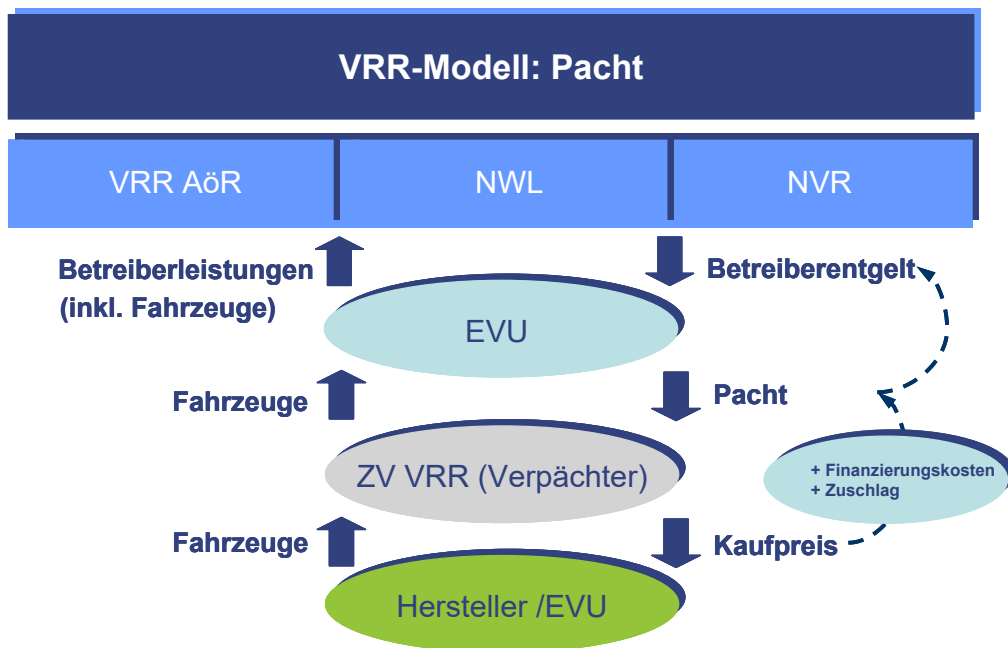 VRR-Modell: Pacht
VRR AöR
NWL
NVR
Betreiberleistungen
(inkl. Fahrzeuge)
Betreiberentgelt
EVU
Fahrzeuge
Pacht
ZV VRR (Verpächter)
+ Finanzierungskosten
+ Zuschlag
Fahrzeuge
Kaufpreis
Hersteller /EVU